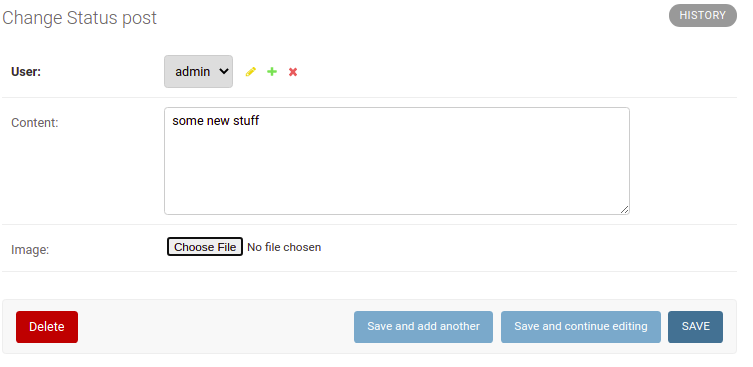 Change Status post
HISTORY
User:
admin
Content:
some new stuff
Image:
Choose File No file chosen
Delete
Save and add another
Save and continue editing
SAVE